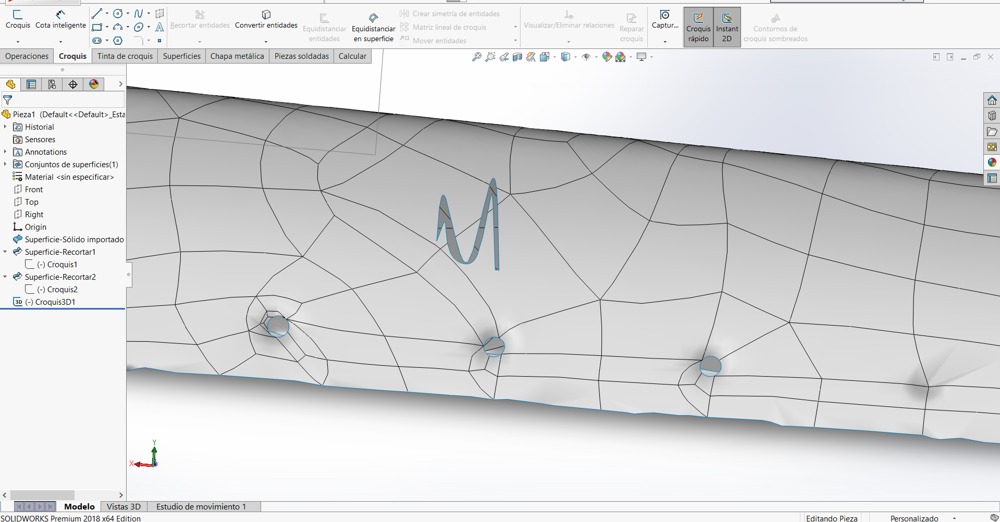 Croquis
Cota inteligente
Recortar entidades
Convertir entidades
Equidistanciar
entidades
Equidistanciar
en superficie
Crear simetría de entidades
Matriz lineal de croquis
Mover entidades
Visualizar/Eliminar relaciones
Reparar
croquis
Captur...
Croquis
rápido
Instant
2D
Contornos de
croquis sombreados
Operaciones
Croquis
Tinta de croquis
Superficies
Chapa metálica
Piezas soldadas
Calcular
Pieza1 (Default<<Default>_Esta
Historial
Sensores
Annotations
Conjuntos de superficies(1)
Material <sin especificar>
Front
Top
Right
Origin
Superficie-Sólido importado
Superficie-Recortar1
(-) Croquis1
Superficie-Recortar2
(-) Croquis2
3D (-) Croquis3D1
Y
X
Modelo
Vistas 3D
Estudio de movimiento 1
SOLIDWORKS Premium 2018 x64 Edition
Editando Pieza
Personalizado